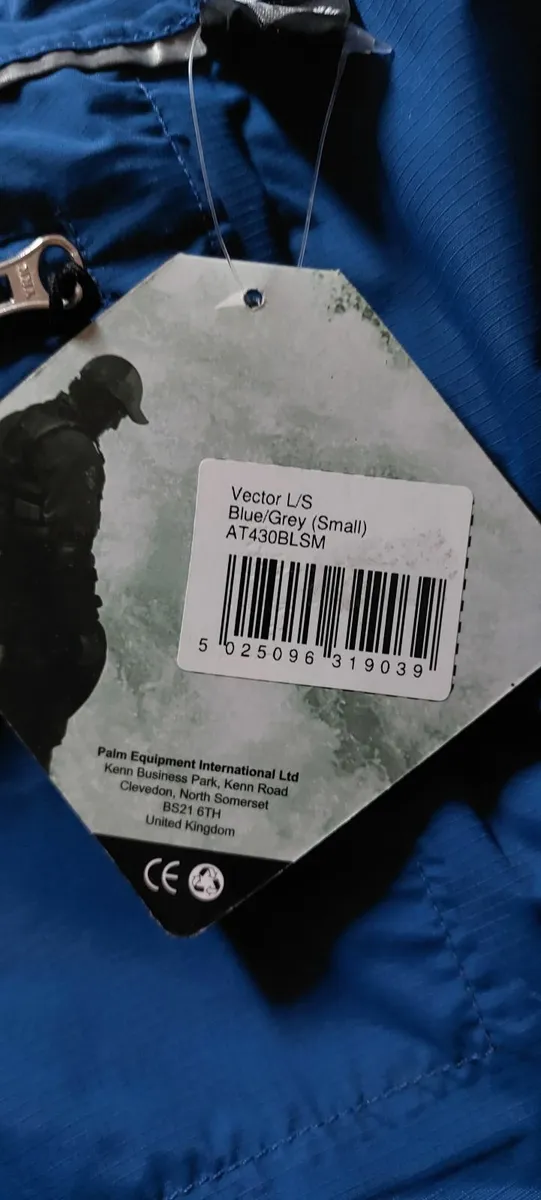 YKK
Vector L/S
Blue/Grey (Small)
AT430BLSM
5 025096 319039
Palm Equipment International Ltd
Kenn Business Park, Kenn Road
Clevedon, North Somerset
BS21 6TH
United Kingdom
CE